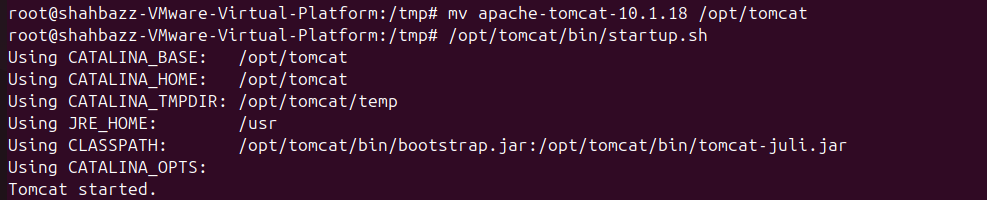 root@shahbazz-VMware-Virtual-Platform:/tmp# mv apache-tomcat-10.1.18 /opt/tomcat
root@shahbazz-VMware-Virtual-Platform:/tmp# /opt/tomcat/bin/startup.sh
Using CATALINA_BASE:   /opt/tomcat
Using CATALINA_HOME:   /opt/tomcat
Using CATALINA_TMPDIR: /opt/tomcat/temp
Using JRE_HOME:        /usr
Using CLASSPATH:       /opt/tomcat/bin/bootstrap.jar:/opt/tomcat/bin/tomcat-juli.jar
Using CATALINA_OPTS:
Tomcat started.